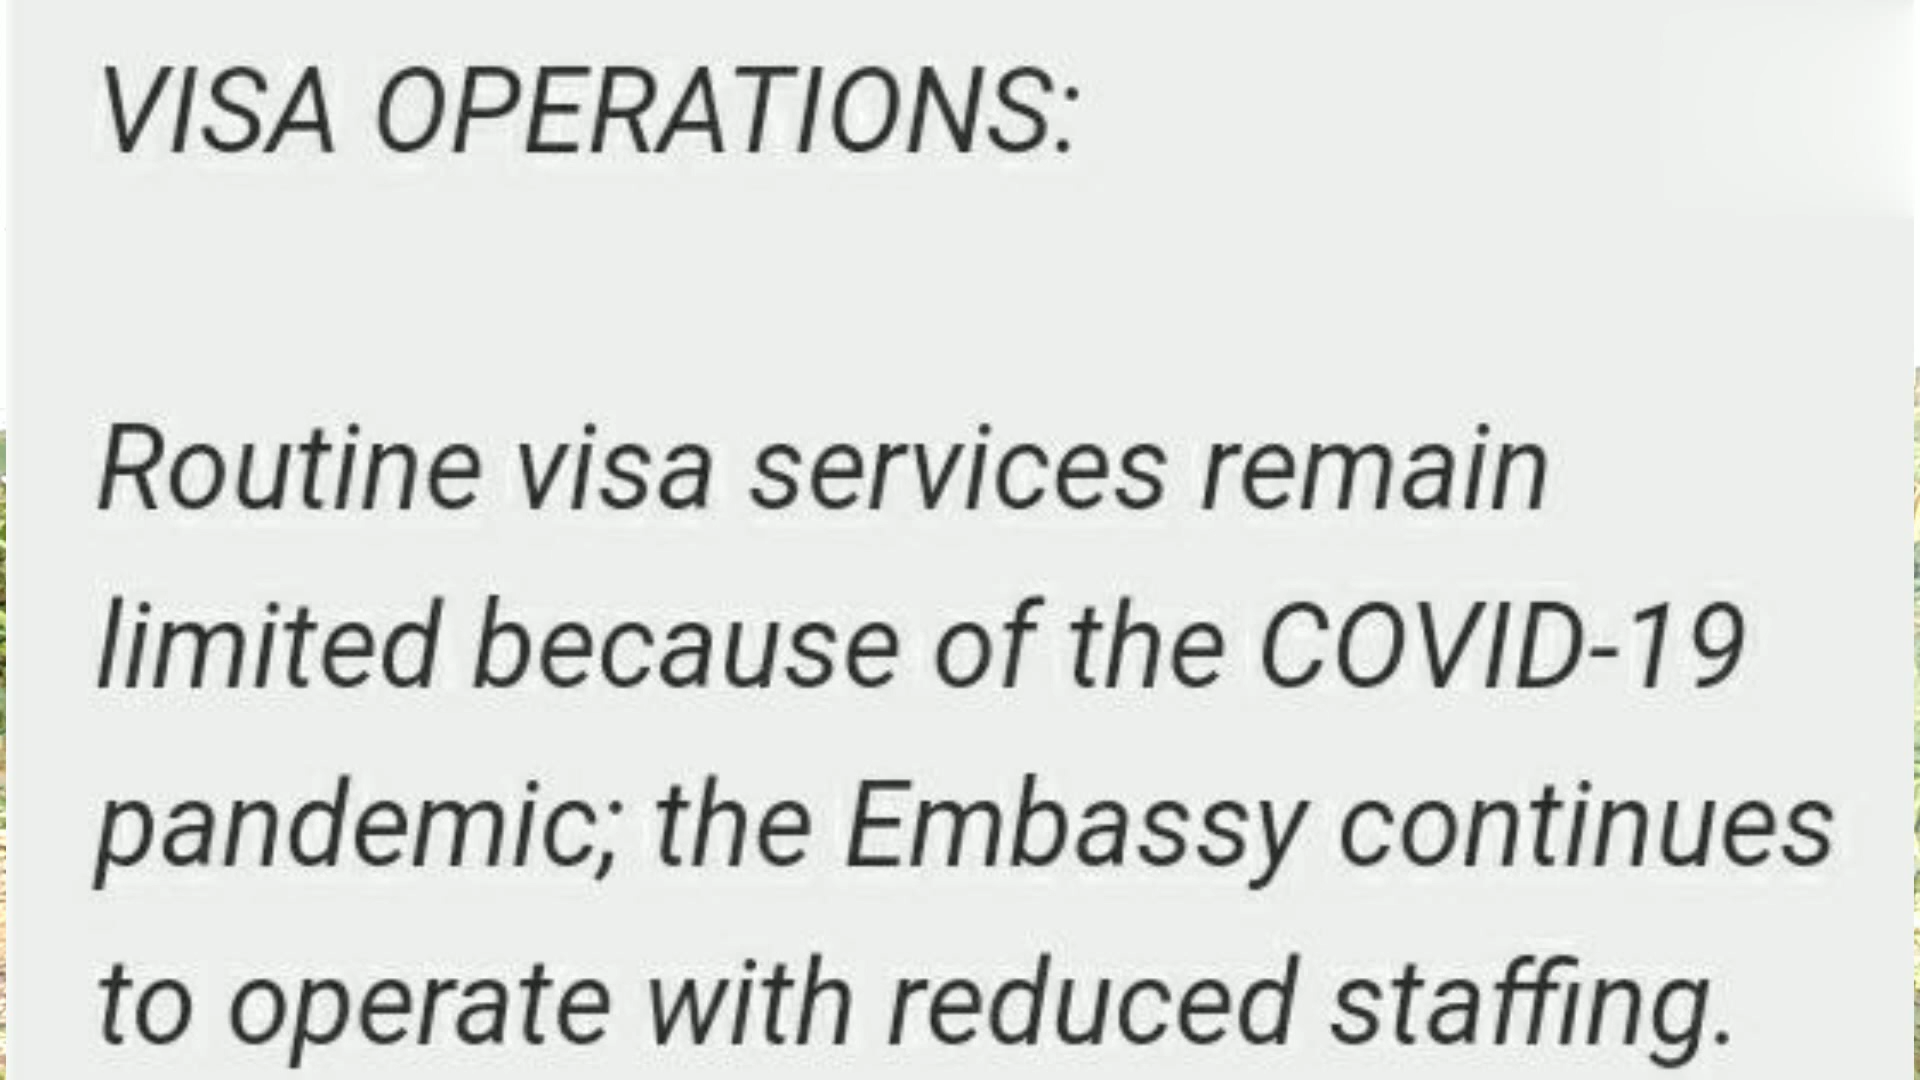 VISA OPERATIONS:
Routine visa services remain
limited because of the COVID-19
pandemic; the Embassy continues
to operate with reduced staffing.